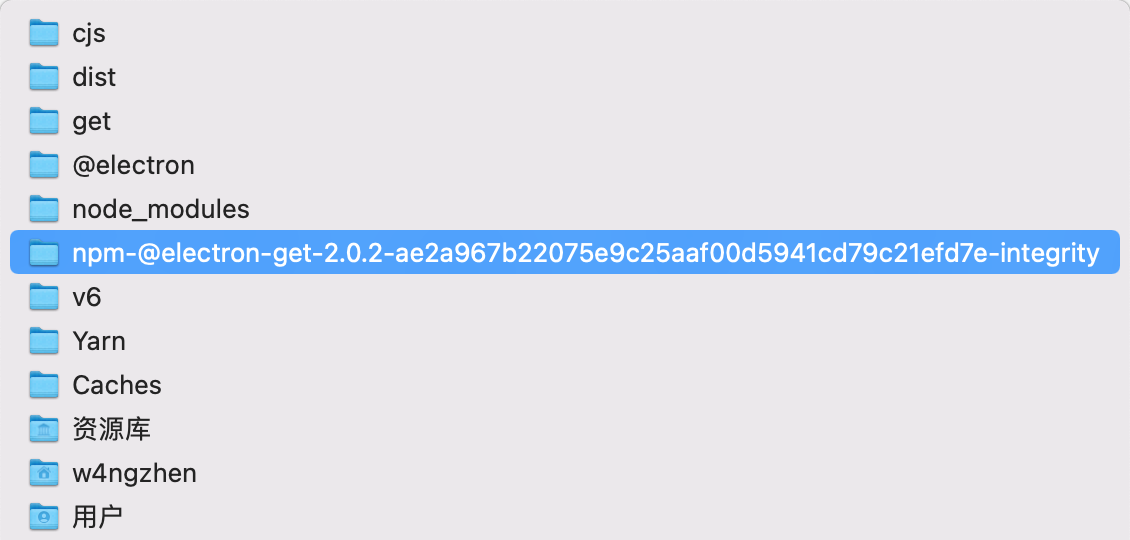 cjs
dist
get
@electron
node_modules
npm-@electron-get-2.0.2-ae2a967b22075e9c25aaf00d5941cd79c21efd7e-integrity
v6
Yarn
Caches
资源库
w4ngzhen
用户